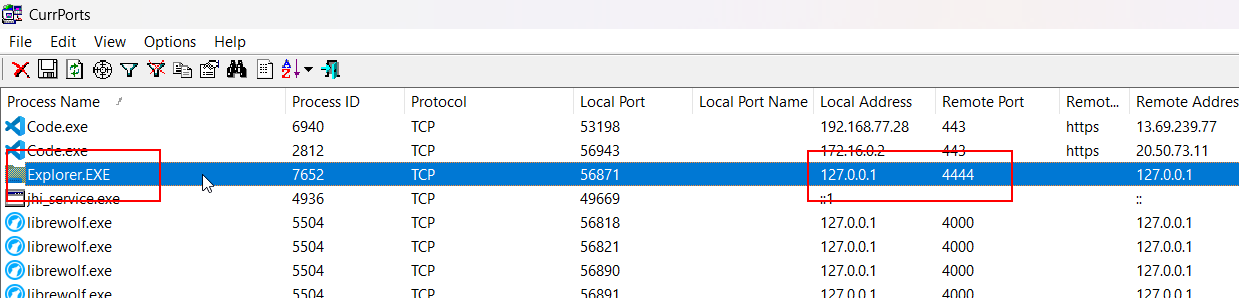 CurrPorts
File Edit View Options Help
Process Name Process ID Protocol Local Port Local Port Name Local Address Remote Port Remot... Remote Addres
Code.exe 6940 TCP 53198 192.168.77.28 443 https 13.69.239.77
Code.exe 2812 TCP 56943 172.16.0.2 443 https 20.50.73.11
Explorer.EXE 7652 TCP 56871 127.0.0.1 4444 127.0.0.1
jhi_service.exe 4936 TCP 49669 ::1 ::
librewolf.exe 5504 TCP 56818 127.0.0.1 4000 127.0.0.1
librewolf.exe 5504 TCP 56821 127.0.0.1 4000 127.0.0.1
librewolf.exe 5504 TCP 56890 127.0.0.1 4000 127.0.0.1
librewolf.exe 5504 TCP 56891 127.0.0.1 4000 127.0.0.1